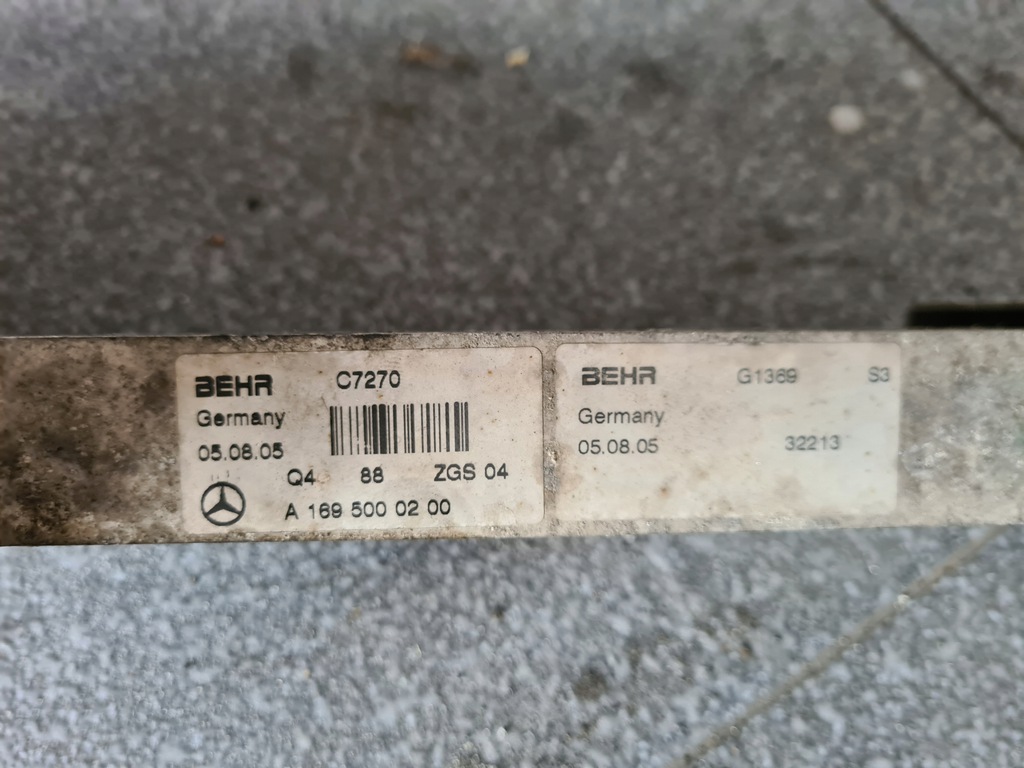 BEHR C7270
Germany
05.08.05
Q4 88 ZGS 04
A 169 500 02 00
BEHR G1369 S3
Germany
05.08.05 32213